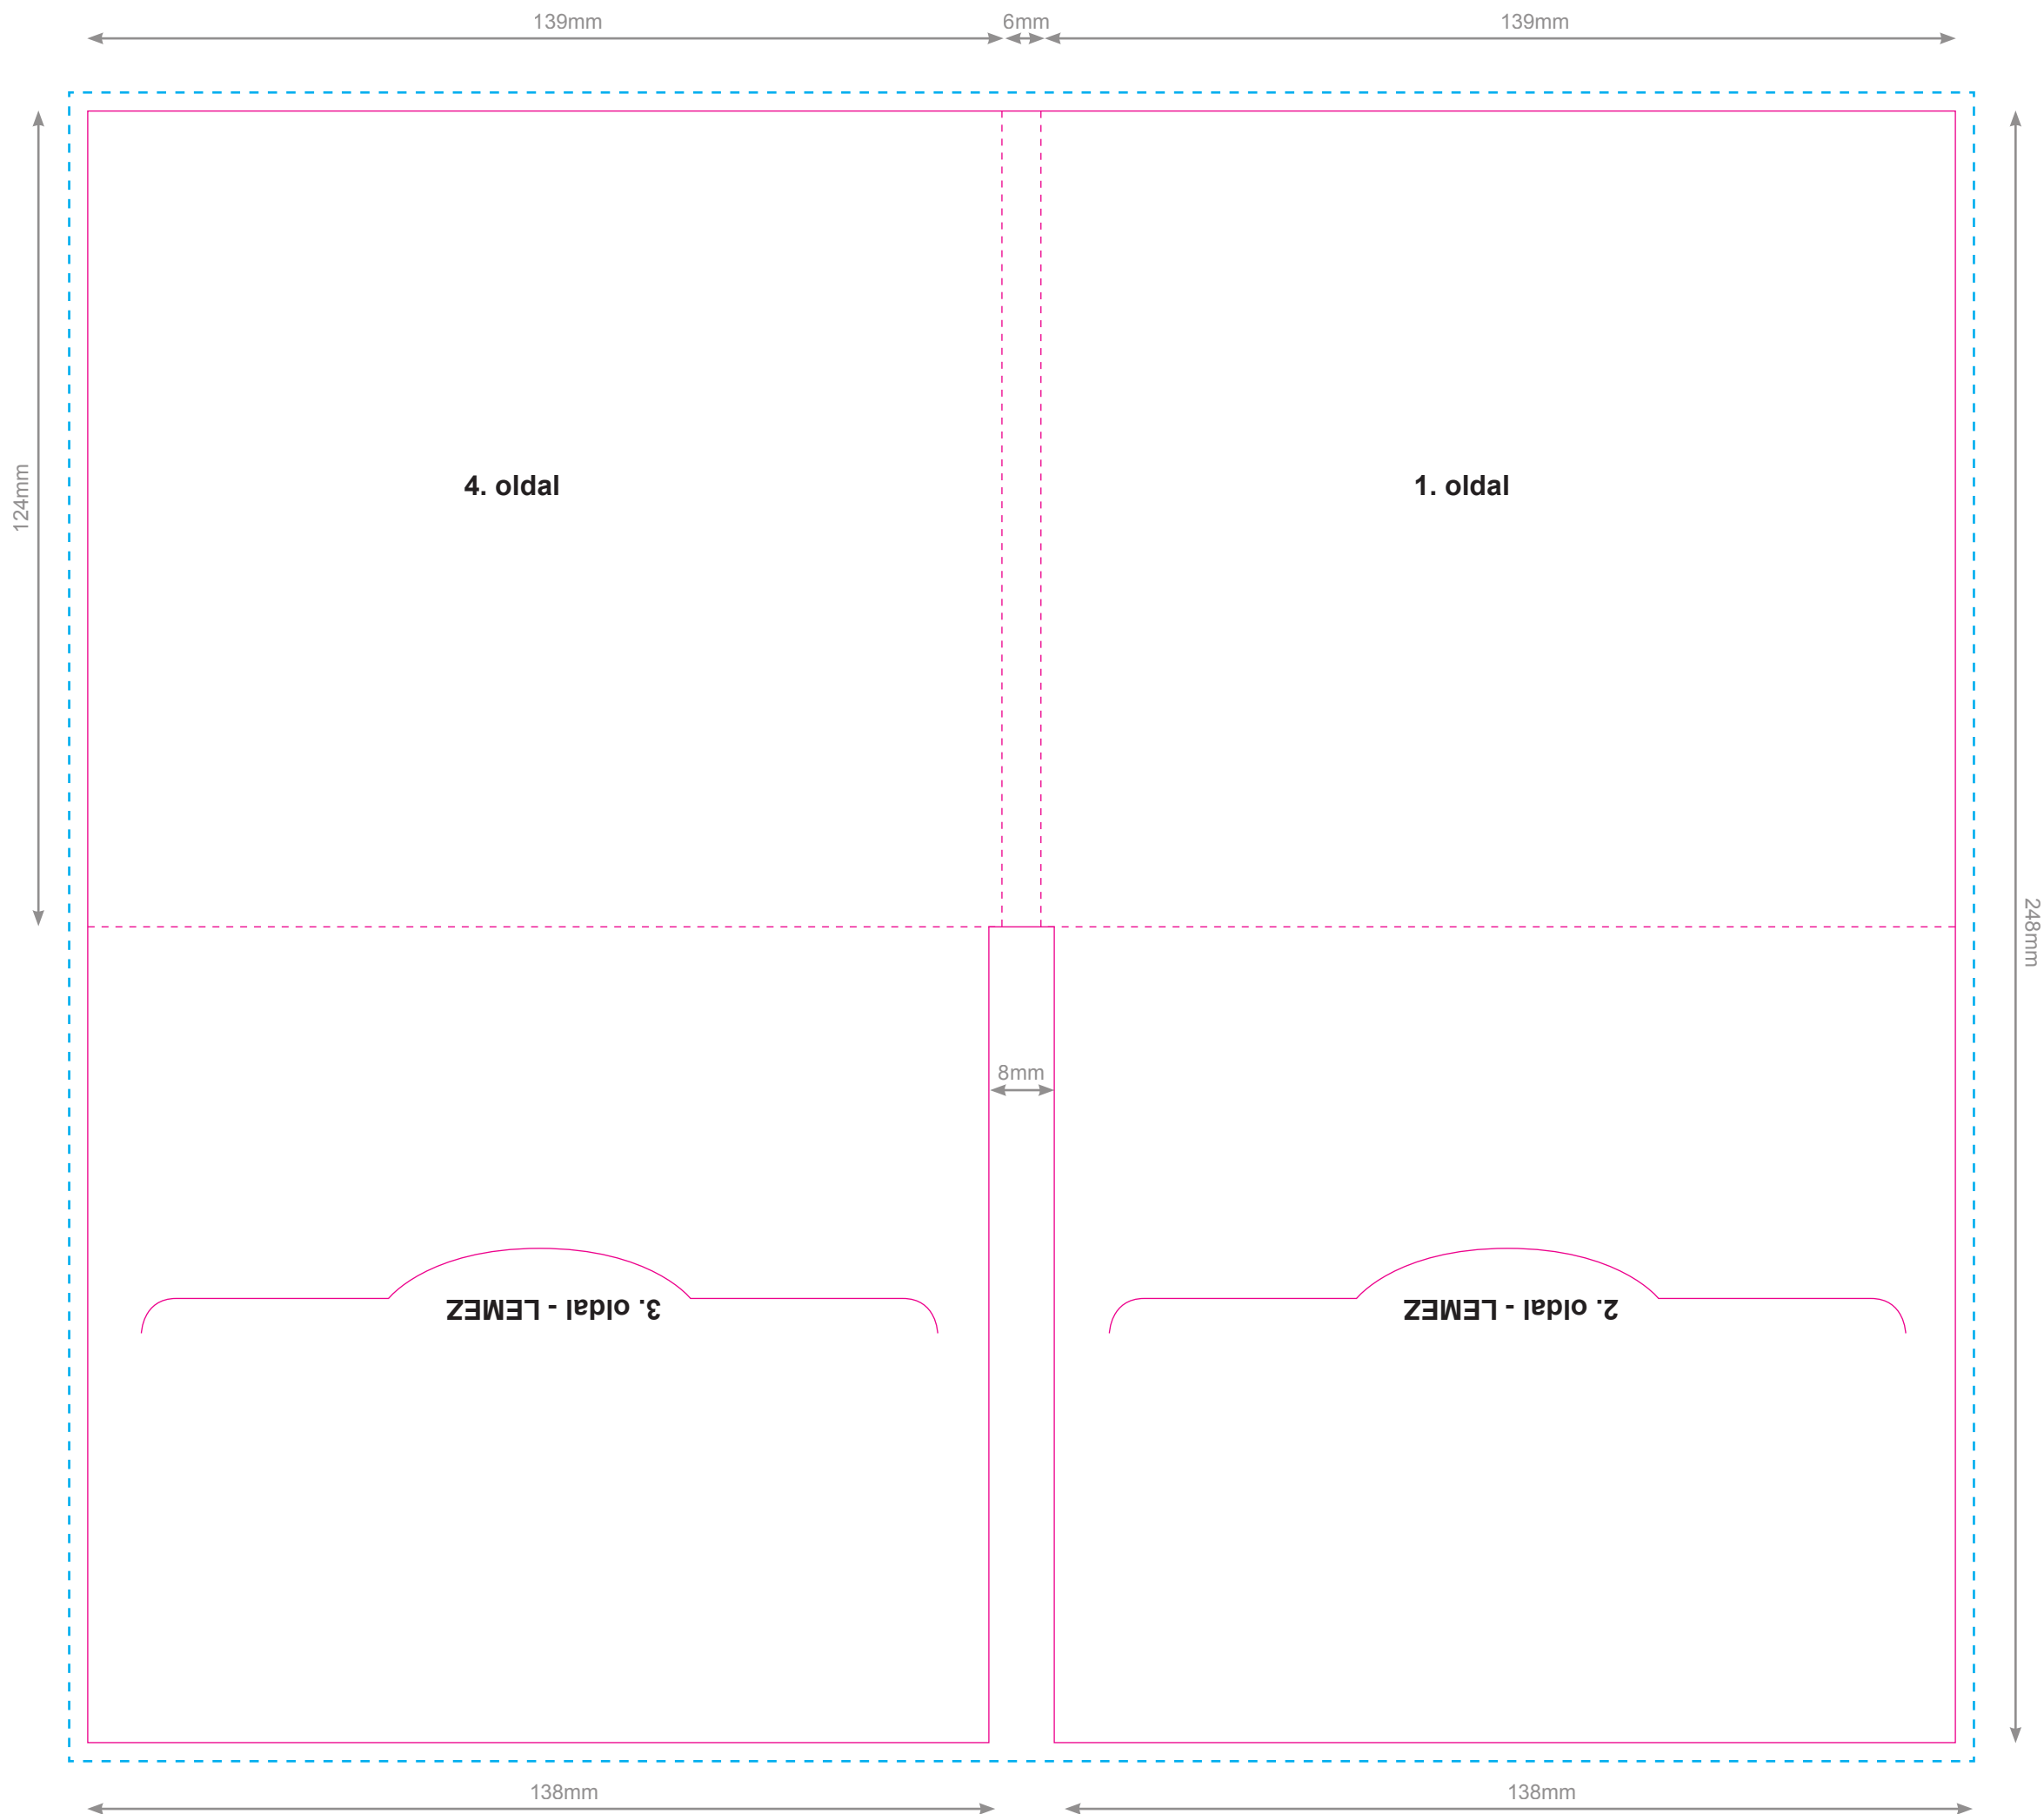 139mm
6mm
139mm
124mm
4. oldal
1. oldal
248mm
8mm
3. oldal - LEMEZ
2. oldal - LEMEZ
138mm
138mm